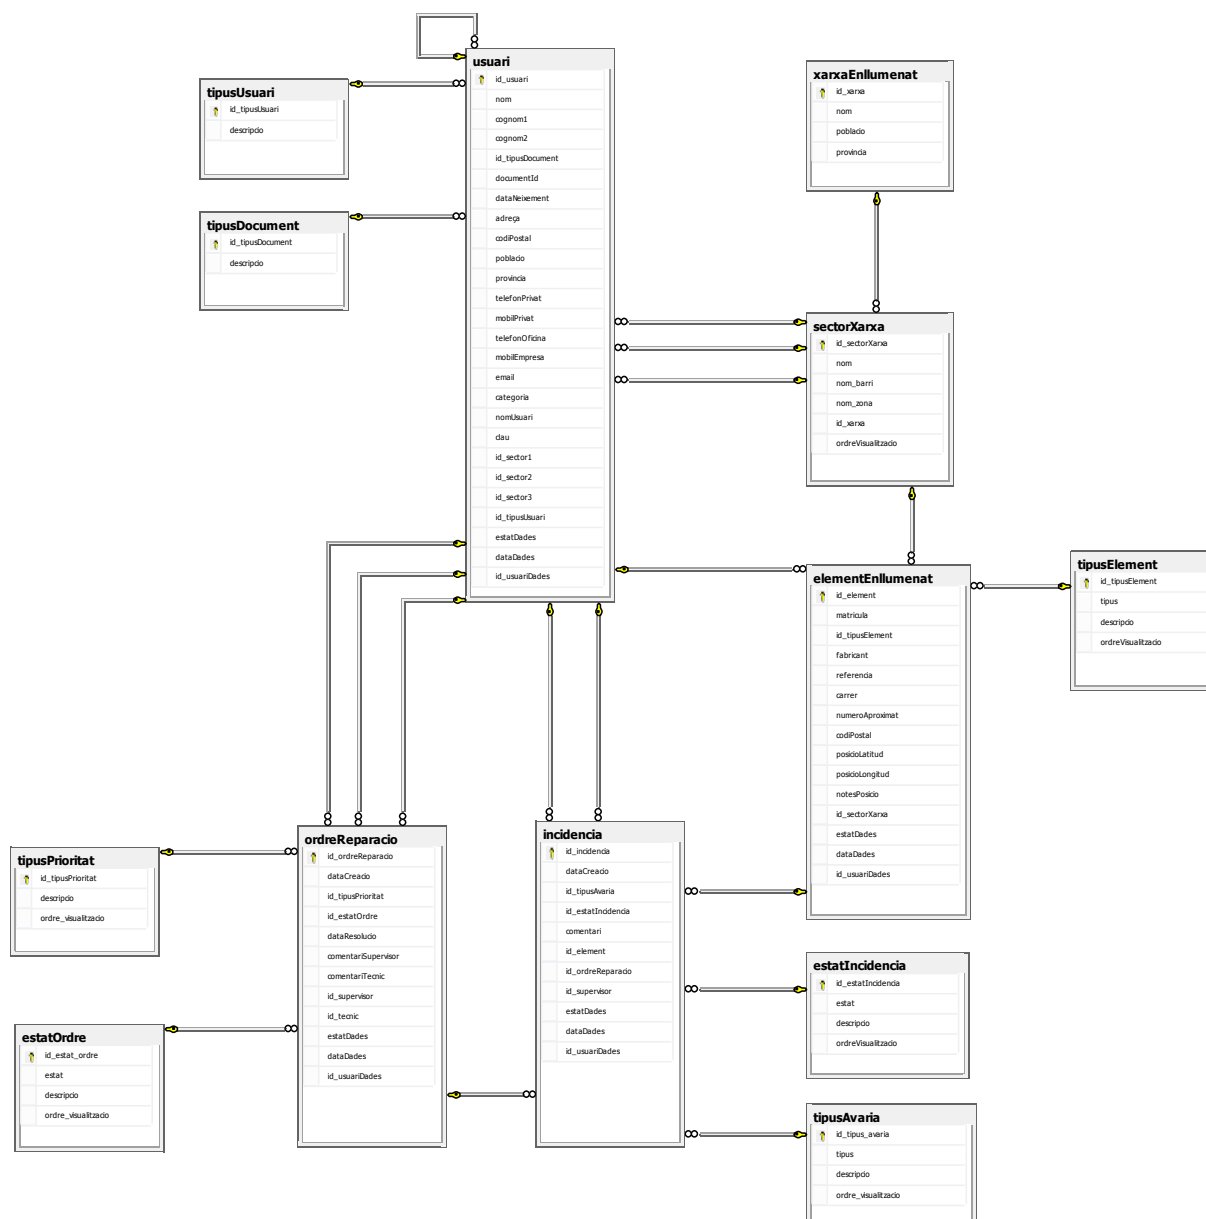 usuari
id_usuari
nom
cognom1
cognom2
id_tipusDocument
documentId
dataNeixement
adreça
codiPostal
poblacio
provincia
telefonPrivat
mobilPrivat
telefonOficina
mobilEmpresa
email
categoria
nomUsuari
clau
id_sector1
id_sector2
id_sector3
id_tipusUsuari
estatDades
dataDades
id_usuariDades
tipusUsuari
id_tipusUsuari
descripcio
tipusDocument
id_tipusDocument
descripcio
xarxaEnllumenat
id_xarxa
nom
poblacio
provincia
sectorXarxa
id_sectorXarxa
nom
nom_barri
nom_zona
id_xarxa
ordreVisualitzacio
elementEnllumenat
id_element
matricula
id_tipusElement
fabricant
referencia
carrer
numeroAproximat
codiPostal
posicioLatitud
posicioLongitud
notesPosicio
id_sectorXarxa
estatDades
dataDades
id_usuariDades
tipusElement
id_tipusElement
tipus
descripcio
ordreVisualitzacio
ordreReparacio
id_ordreReparacio
dataCreacio
id_tipusPrioritat
id_estatOrdre
dataResolucio
comentariSupervisor
comentariTecnic
id_supervisor
id_tecnic
estatDades
dataDades
id_usuariDades
incidencia
id_incidencia
dataCreacio
id_tipusAvaria
id_estatIncidencia
comentari
id_element
id_ordreReparacio
id_supervisor
estatDades
dataDades
id_usuariDades
tipusPrioritat
id_tipusPrioritat
descripcio
ordre_visualitzacio
estatOrdre
id_estat_ordre
estat
descripcio
ordre_visualitzacio
estatIncidencia
id_estatIncidencia
estat
descripcio
ordreVisualitzacio
tipusAvaria
id_tipus_avaria
tipus
descripcio
ordre_visualitzacio